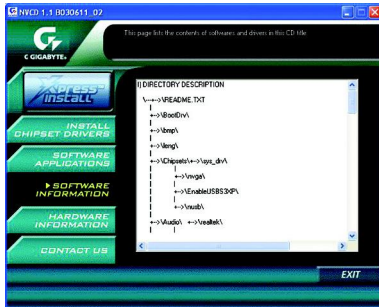 NVCD 1.1 B030611_02
This page lists the contents of softwares and drivers in this CD title
GIGABYTE
Xpress
INSTALL
INSTALL
CHIPSET DRIVERS
SOFTWARE
APPLICATIONS
SOFTWARE
INFORMATION
HARDWARE
INFORMATION
CONTACT US
I) DIRECTORY DESCRIPTION
\--+-->\README.TXT
+-->\BootDrv\
+-->\bmp\
+-->\leng\
+-->\Chipsets\+-->\sys_drv\
+-->\nvga\
+-->\EnableUSBS3XP\
+-->\nusb\
+-->\Audio\ +-->\realtek\
EXIT